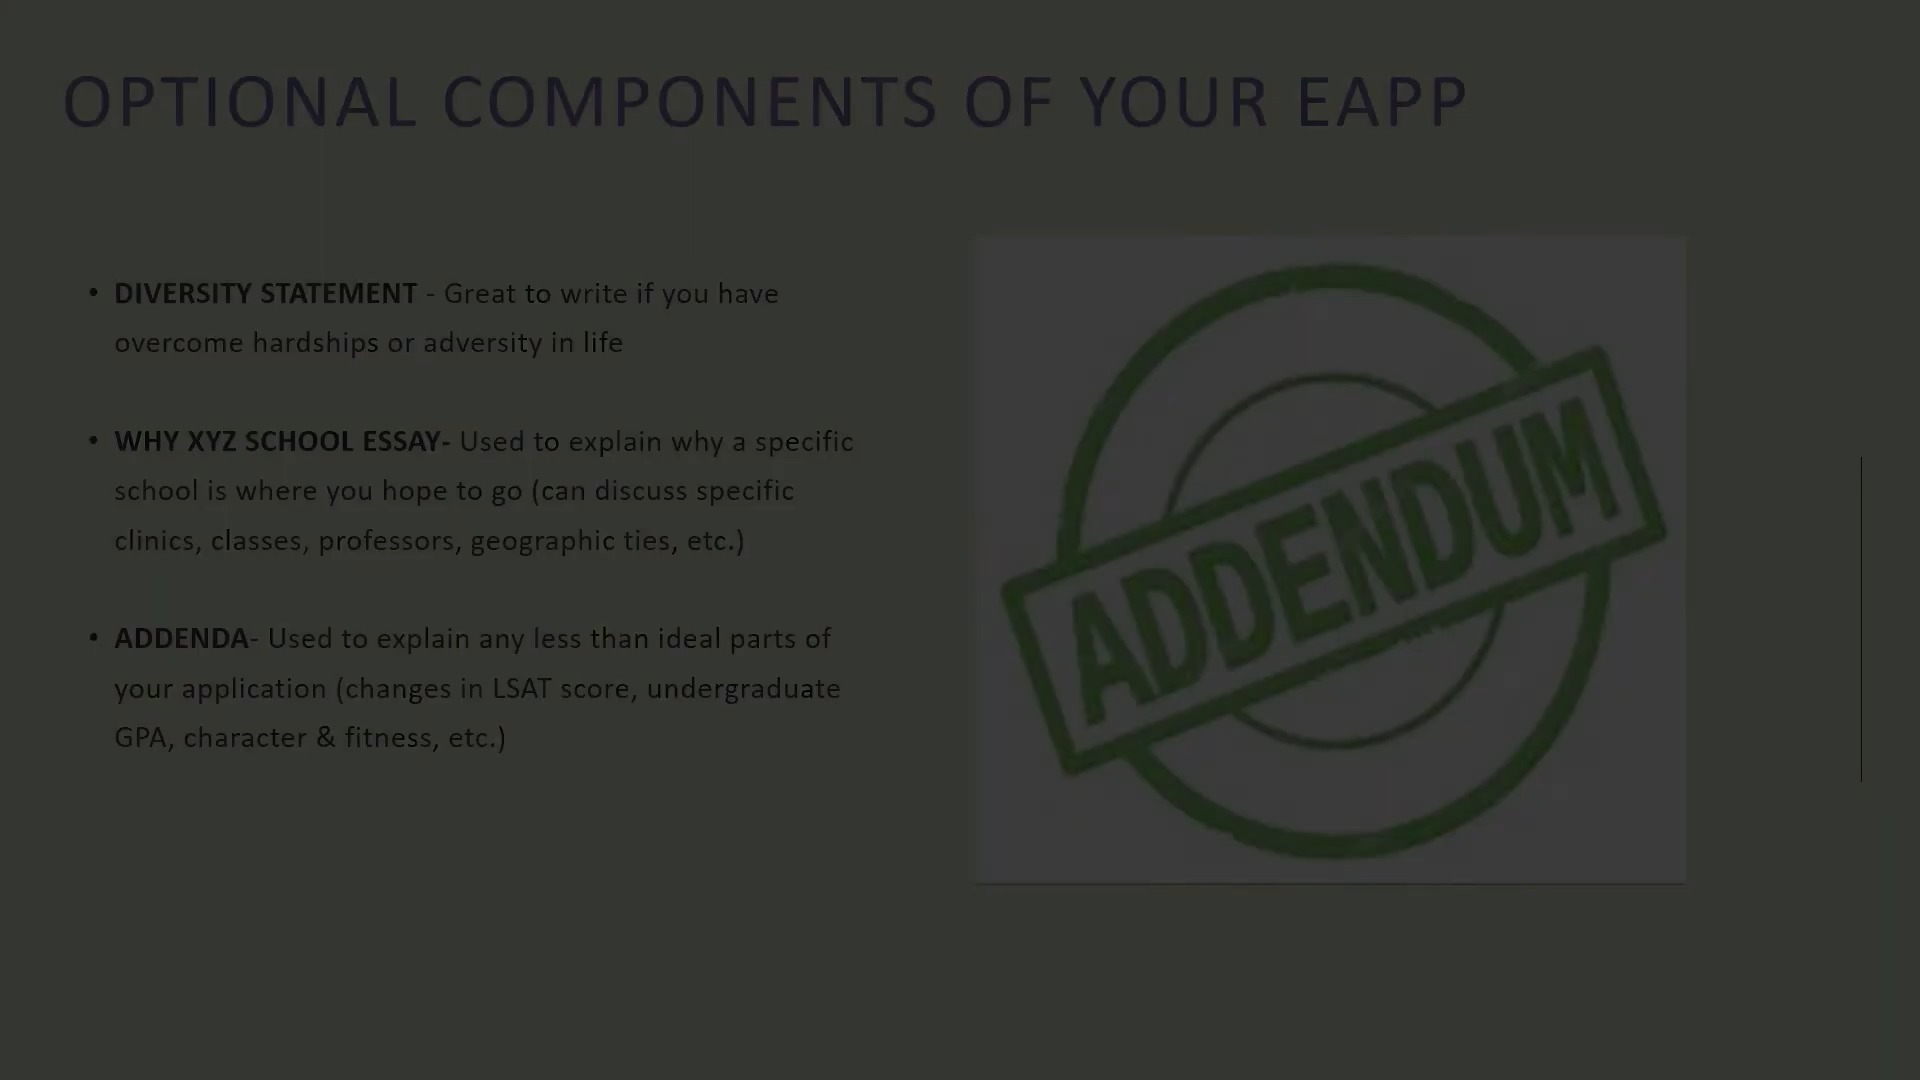 OPTIONAL COMPONENTS OF YOUR EAPP
• DIVERSITY STATEMENT - Great to write if you have
overcome hardships or adversity in life
• WHY XYZ SCHOOL ESSAY- Used to explain why a specific
school is where you hope to go (can discuss specific
clinics, classes, professors, geographic ties, etc.)
• ADDENDA- Used to explain any less than ideal parts of
your application (changes in LSAT score, undergraduate
GPA, character & fitness, etc.)
ADDENDUM